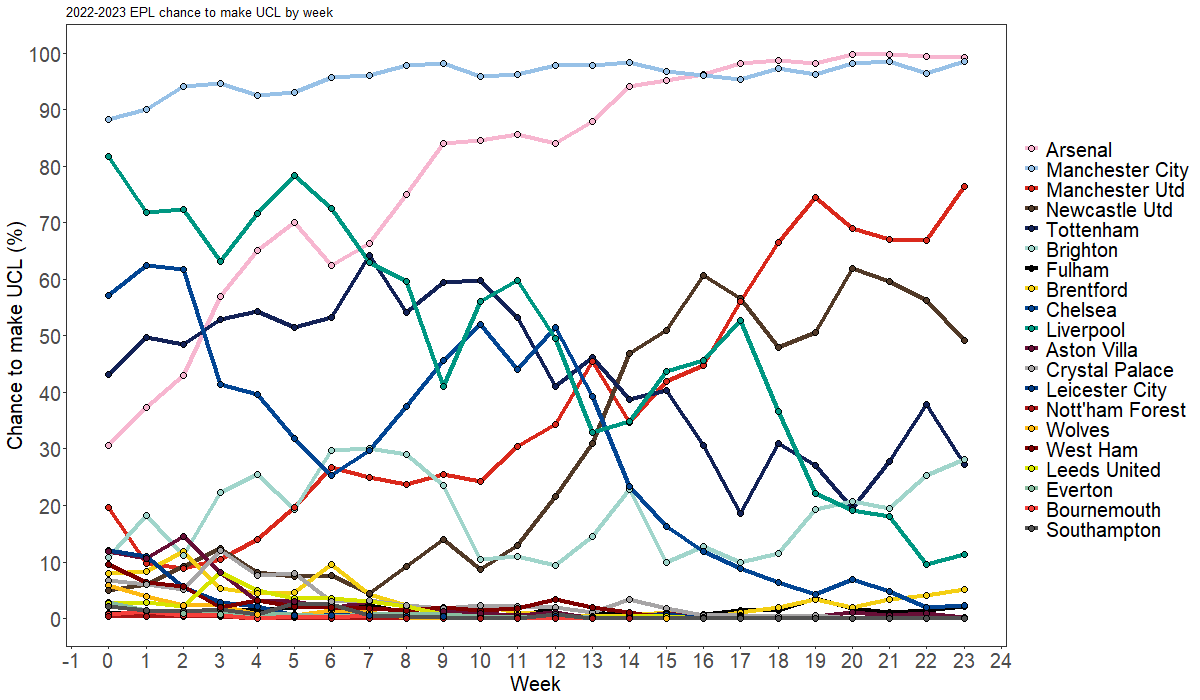 2022-2023 EPL chance to make UCL by week
Chance to make UCL (%)
100
90
80
70
60
50
40
30
20
10
0
-1 0 1 2 3 4 5 6 7 8 9 10 11 12 13 14 15 16 17 18 19 20 21 22 23 24
Week
Arsenal
Manchester City
Manchester Utd
Newcastle Utd
Tottenham
Brighton
Fulham
Brentford
Chelsea
Liverpool
Aston Villa
Crystal Palace
Leicester City
Nott'ham Forest
Wolves
West Ham
Leeds United
Everton
Bournemouth
Southampton